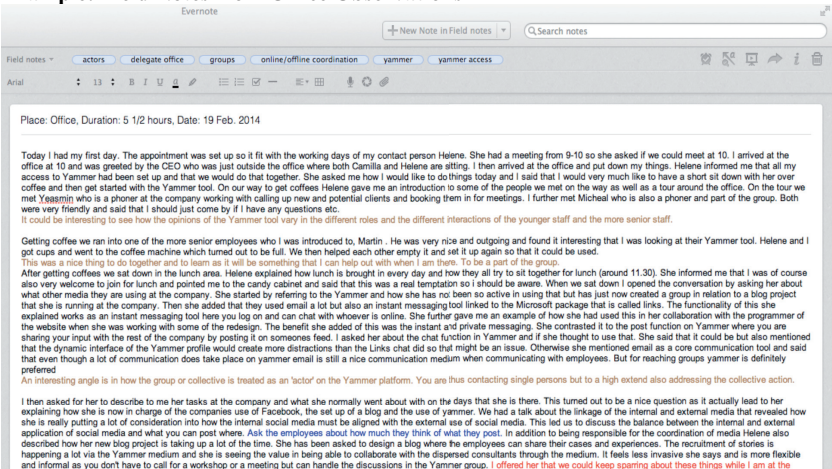 Evernote
New Note in Field notes
Search notes
Field notes actors delegate office groups online/offline coordination yammer yammer access
Arial 13 B I U a
Place: Office, Duration: 5 1/2 hours, Date: 19 Feb. 2014
Today I had my first day. The appointment was set up so it fit with the working days of my contact person Helene. She had a meeting from 9-10 so she asked if we could meet at 10. I arrived at the
office at 10 and was greeted by the CEO who was just outside the office where both Camilla and Helene are sitting. I then arrived at the office and put down my things. Helene informed me that all my
access to Yammer had been set up and that we would do that together. She asked me how I would like to do things today and I said that I would very much like to have a short sit down with her over
coffee and then get started with the Yammer tool. On our way to get coffees Helene gave me an introduction to some of the people we met on the way as well as a tour around the office. On the tour we
met Yeasmin who is a phoner at the company working with calling up new and potential clients and booking them in for meetings. I further met Micheal who is also a phoner and part of the group. Both
were very friendly and said that I should just come by if I have any questions etc.
It could be interesting to see how the opinions of the Yammer tool vary in the different roles and the different interactions of the younger staff and the more senior staff.
Getting coffee we ran into one of the more senior employees who I was introduced to, Martin . He was very nice and outgoing and found it interesting that I was looking at their Yammer tool. Helene and I
got cups and went to the coffee machine which turned out to be full. We then helped each other empty it and set it up again so that it could be used.
This was a nice thing to do together and to learn as it will be something that I can help out with when I am there. To be a part of the group.
After getting coffees we sat down in the lunch area. Helene explained how lunch is brought in every day and how they all try to sit together for lunch (around 11.30). She informed me that I was of course
also very welcome to join for lunch and pointed me to the candy cabinet and said that this was a real temptation so i should be aware. When we sat down I opened the conversation by asking her about
what other media they are using at the company. She started by referring to the Yammer and how she has not been so active in using that but has just now created a group in relation to a blog project
that she is running at the company. Then she added that they used email a lot but also an instant messaging tool linked to the Microsoft package that is called links. The functionality of this she
explained works as an instant messaging tool here you log on and can chat with whoever is online. She further gave me an example of how she had used this in her collaboration with the programmer of
the website when she was working with some of the redesign. The benefit she added of this was the instant and private messaging. She contrasted it to the post function on Yammer where you are
sharing your input with the rest of the company by posting it on someones feed. I asked her about the chat function in Yammer and if she thought to use that. She said that it could be but also mentioned
that the dynamic interface of the Yammer profile would create more distractions than the Links chat did so that might be an issue. Otherwise she mentioned email as a core communication tool and said
that even though a lot of communication does take place on yammer email is still a nice communication medium when communicating with employees. But for reaching groups yammer is definitely
preferred
An interesting angle is in how the group or collective is treated as an 'actor' on the Yammer platform. You are thus contacting single persons but to a high extend also addressing the collective action.
I then asked for her to describe to me her tasks at the company and what she normally went about on the days that she is there. This turned out to be a nice question as it actually lead to her
explaining how she is now in charge of the companies use of Facebook, the set up of a blog and the use of yammer. We had a talk about the linkage of the internal and external media that revealed how
she is really putting a lot of consideration into how the internal social media must be aligned with the external use of social media. This led us to discuss the balance between the internal and external
application of social media and what you can post where. Ask the employees about how much they think of what they post. In addition to being responsible for the coordination of media Helene also
described how her new blog project is taking up a lot of the time. She has been asked to design a blog where the employees can share their cases and experiences. The recruitment of stories is
happening a lot via the Yammer medium and she is seeing the value in being able to collaborate with the dispersed consultants through the medium. It feels less invasive she says and is more flexible
and informal as you don't have to call for a workshop or a meeting but can handle the discussions in the Yammer group. I offered her that we could keep sparring about these things while I am at the